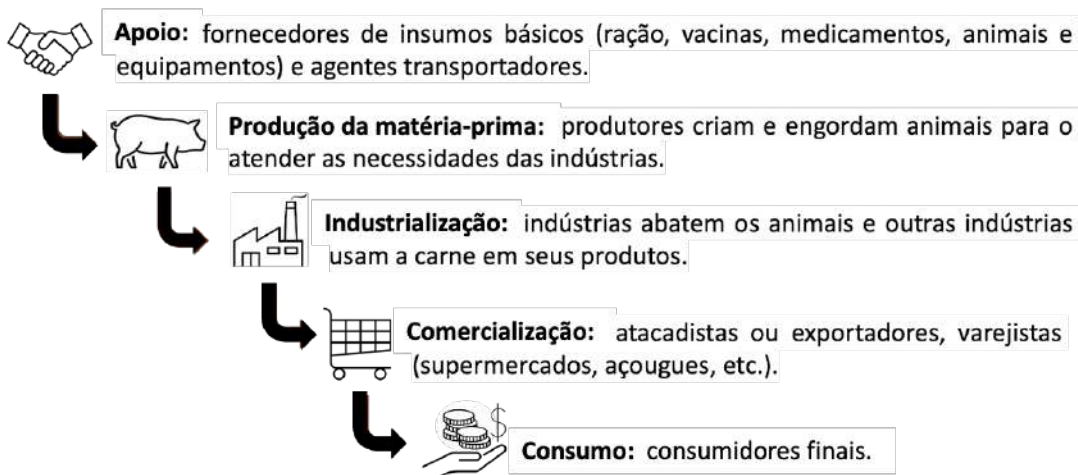 Apoio: fornecedores de insumos básicos (ração, vacinas, medicamentos, animais e
equipamentos) e agentes transportadores.
Produção da matéria-prima: produtores criam e engordam animais para o
atender as necessidades das indústrias.
Industrialização: indústrias abatem os animais e outras indústrias
usam a carne em seus produtos.
Comercialização: atacadistas ou exportadores, varejistas
(supermercados, açougues, etc.).
$
Consumo: consumidores finais.